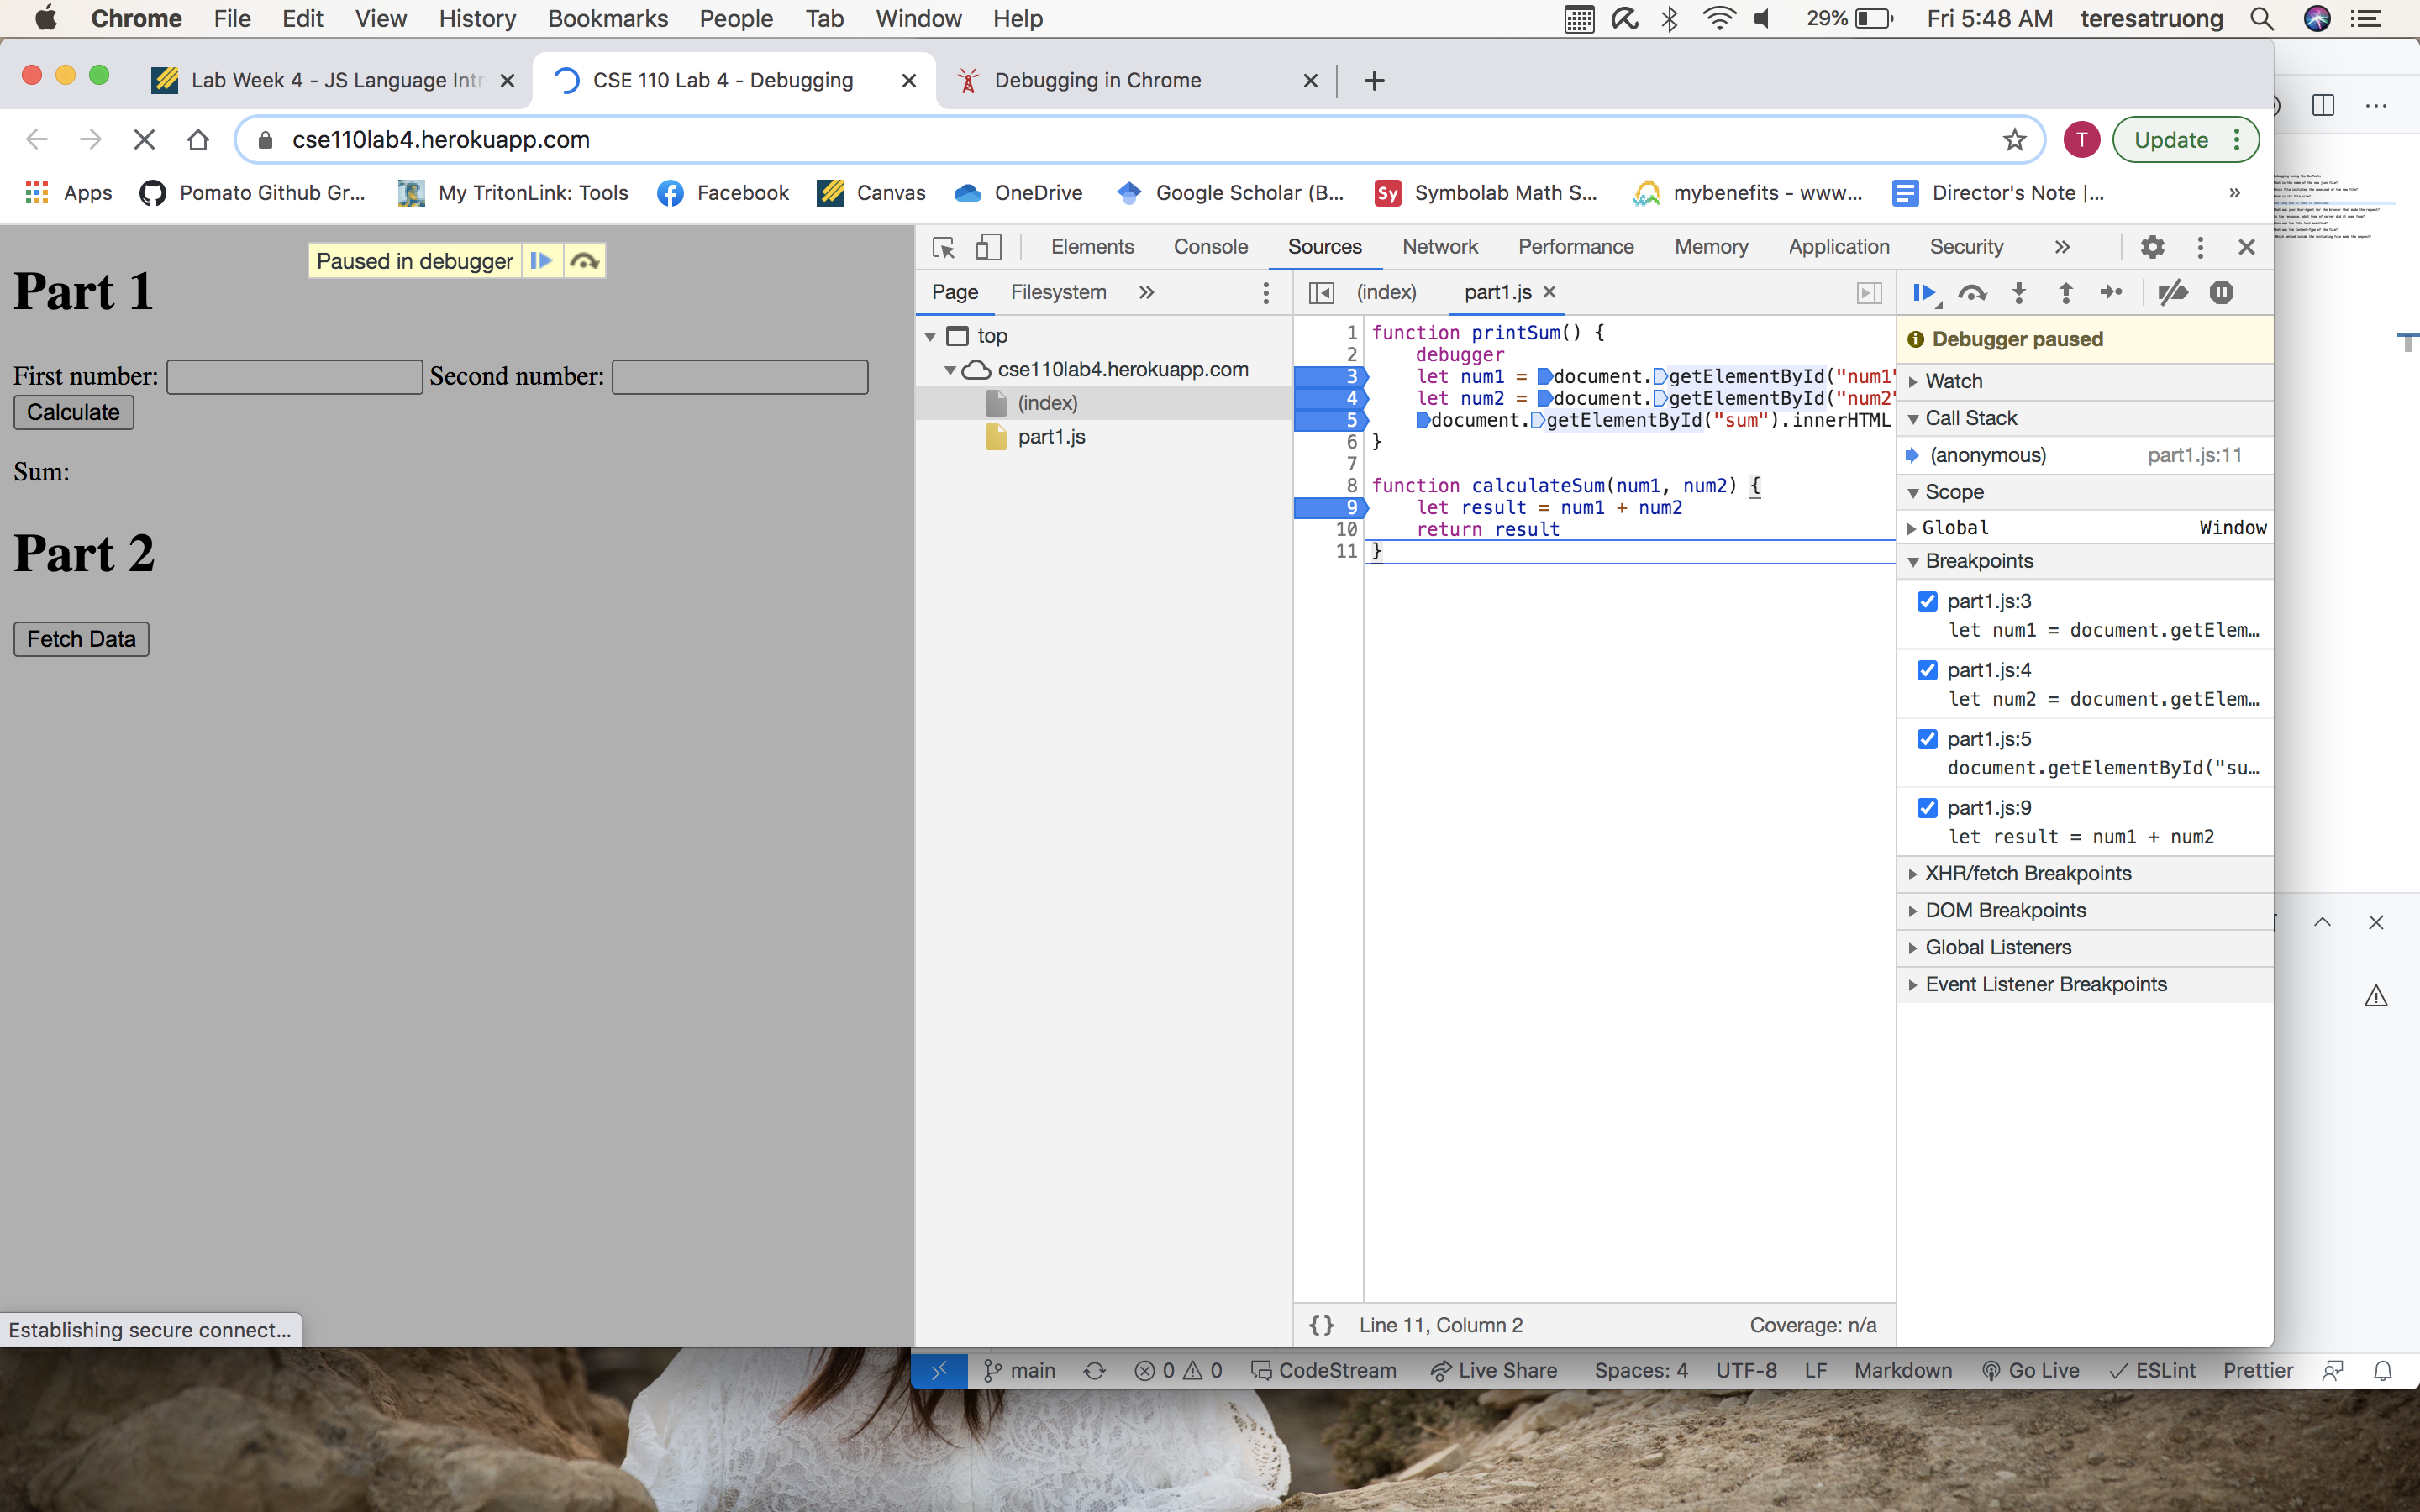 Chrome File Edit View History Bookmarks People Tab Window Help 29% Fri 5:48 AM teresatruong
Lab Week 4 - JS Language Intr CSE 110 Lab 4 - Debugging Debugging in Chrome
cse110lab4.herokuapp.com T Update
Apps Pomato Github Gr... My TritonLink: Tools Facebook Canvas OneDrive Google Scholar (B... Sy Symbolab Math S... mybenefits - www... Director's Note |... »
Paused in debugger
Part 1
First number: Second number:
Calculate
Sum:
Part 2
Fetch Data
Establishing secure connect...
Elements Console Sources Network Performance Memory Application Security »
Page Filesystem »
top
cse110lab4.herokuapp.com
(index)
part1.js
(index) part1.js
1 function printSum() {
2 debugger
3 let num1 = document.getElementById("num1"
4 let num2 = document.getElementById("num2"
5 document.getElementById("sum").innerHTML
6 }
7
8 function calculateSum(num1, num2) {
9 let result = num1 + num2
10 return result
11 }
{} Line 11, Column 2 Coverage: n/a
Debugger paused
Watch
Call Stack
(anonymous) part1.js:11
Scope
Global Window
Breakpoints
part1.js:3
let num1 = document.getElem…
part1.js:4
let num2 = document.getElem…
part1.js:5
document.getElementById("su…
part1.js:9
let result = num1 + num2
XHR/fetch Breakpoints
DOM Breakpoints
Global Listeners
Event Listener Breakpoints
main 0 0 CodeStream Live Share Spaces: 4 UTF-8 LF Markdown Go Live ESLint Prettier